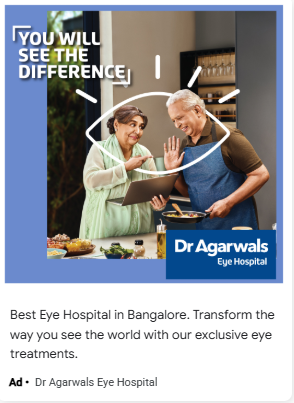 YOU WILL
SEE THE
DIFFERENCE
Dr Agarwals
Eye Hospital
Best Eye Hospital in Bangalore. Transform the
way you see the world with our exclusive eye
treatments.
Ad • Dr Agarwals Eye Hospital